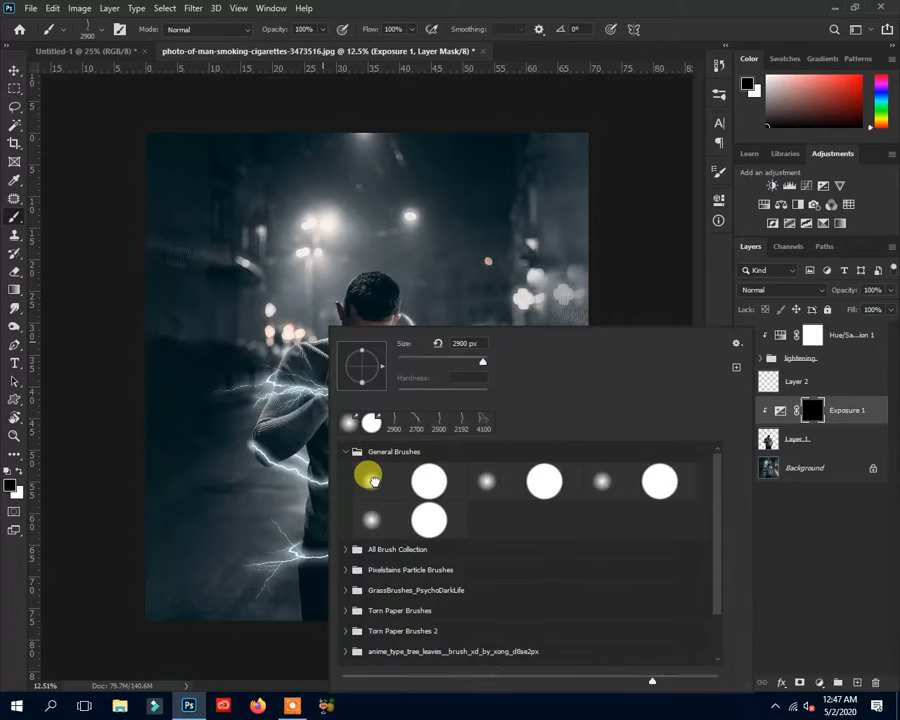 Ps File Edit Image Layer Type Select Filter 3D View Window Help
2900 Mode: Normal Opacity: 100% Flow: 100% Smoothing: 0°
Untitled-1 @ 25% (RGB/8) * × photo-of-man-smoking-cigarettes-3473516.jpg @ 12.5% (Exposure 1, Layer Mask/8) * ×
Color Swatches Gradients Patterns
Learn Libraries Adjustments
Add an adjustment
Layers Channels Paths
Kind
Normal Opacity: 100%
Lock: Fill: 100%
Hue/Sa...ion 1
lightening
Layer 2
Exposure 1
Layer 1
Background
Size: 2900 px
Hardness:
2900 2700 2500 2192 4100
General Brushes
All Brush Collection
Pixelstains Particle Brushes
GrassBrushes_PsychoDarkLife
Torn Paper Brushes
Torn Paper Brushes 2
anime_type_tree_leaves__brush_xd_by_xong_d8se2px
12.51% Doc: 79.7M/140.6M
12:47 AM
5/2/2020